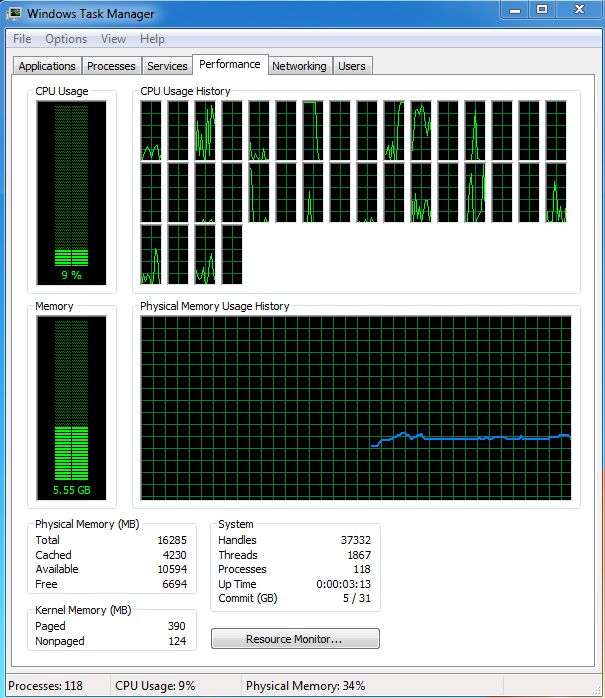 Windows Task Manager
File Options View Help
Applications Processes Services Performance Networking Users
CPU Usage CPU Usage History
9 %
Memory Physical Memory Usage History
5.55 GB
Physical Memory (MB)
Total 16285
Cached 4230
Available 10594
Free 6694
Kernel Memory (MB)
Paged 390
Nonpaged 124
System
Handles 37332
Threads 1867
Processes 118
Up Time 0:00:03:13
Commit (GB) 5 / 31
Resource Monitor...
Processes: 118 CPU Usage: 9% Physical Memory: 34%